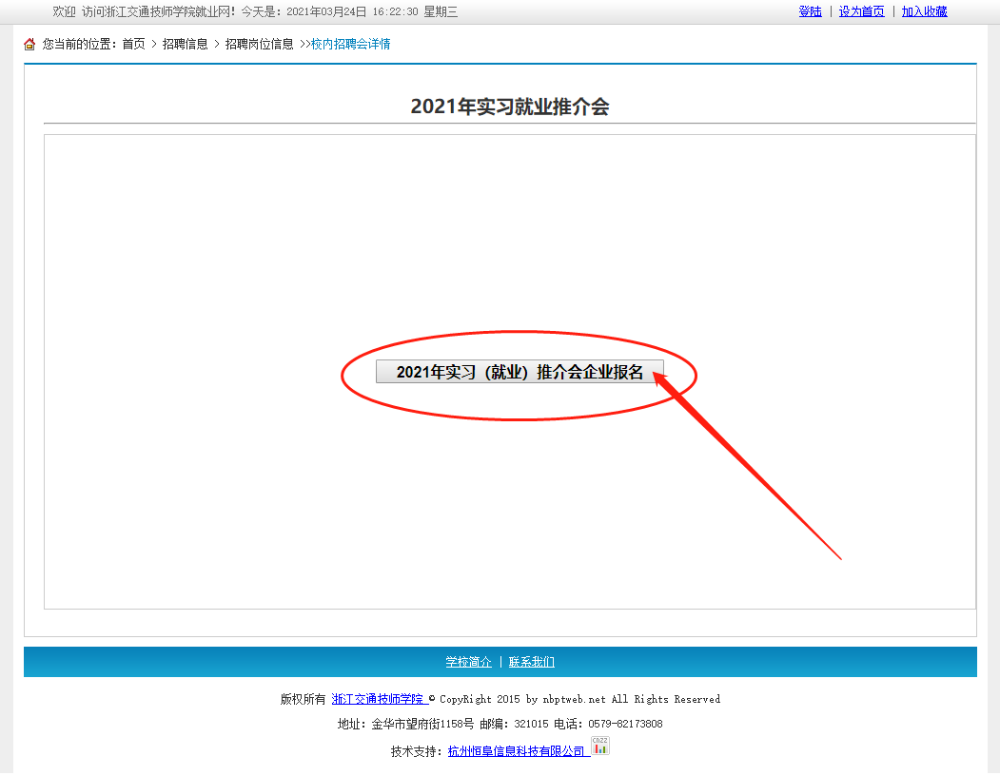 欢迎 访问浙江交通技师学院就业网! 今天是：2021年03月24日 16:22:30 星期三
登陆 | 设为首页 | 加入收藏
您当前的位置：首页 > 招聘信息 > 招聘岗位信息 >>校内招聘会详情
2021年实习就业推介会
2021年实习（就业）推介会企业报名
学校简介 | 联系我们
版权所有 浙江交通技师学院 © CopyRight 2015 by nbptweb.net All Rights Reserved
地址：金华市望府街1158号 邮编：321015 电话：0579-82173808
技术支持：杭州恒阜信息科技有限公司 CNZZ